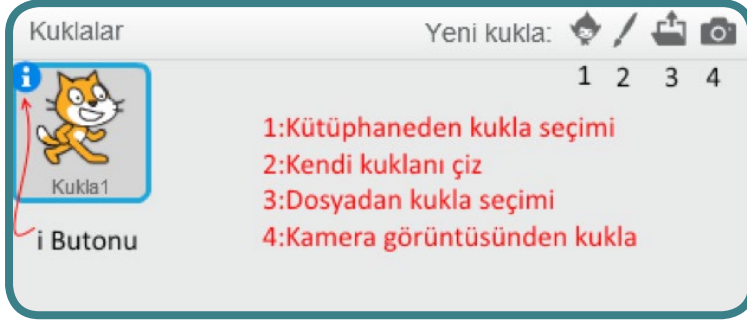 Kuklalar
Yeni kukla:
1 2 3 4
i
1:Kütüphaneden kukla seçimi
2:Kendi kuklanı çiz
3:Dosyadan kukla seçimi
Kukla1
4:Kamera görüntüsünden kukla
i Butonu